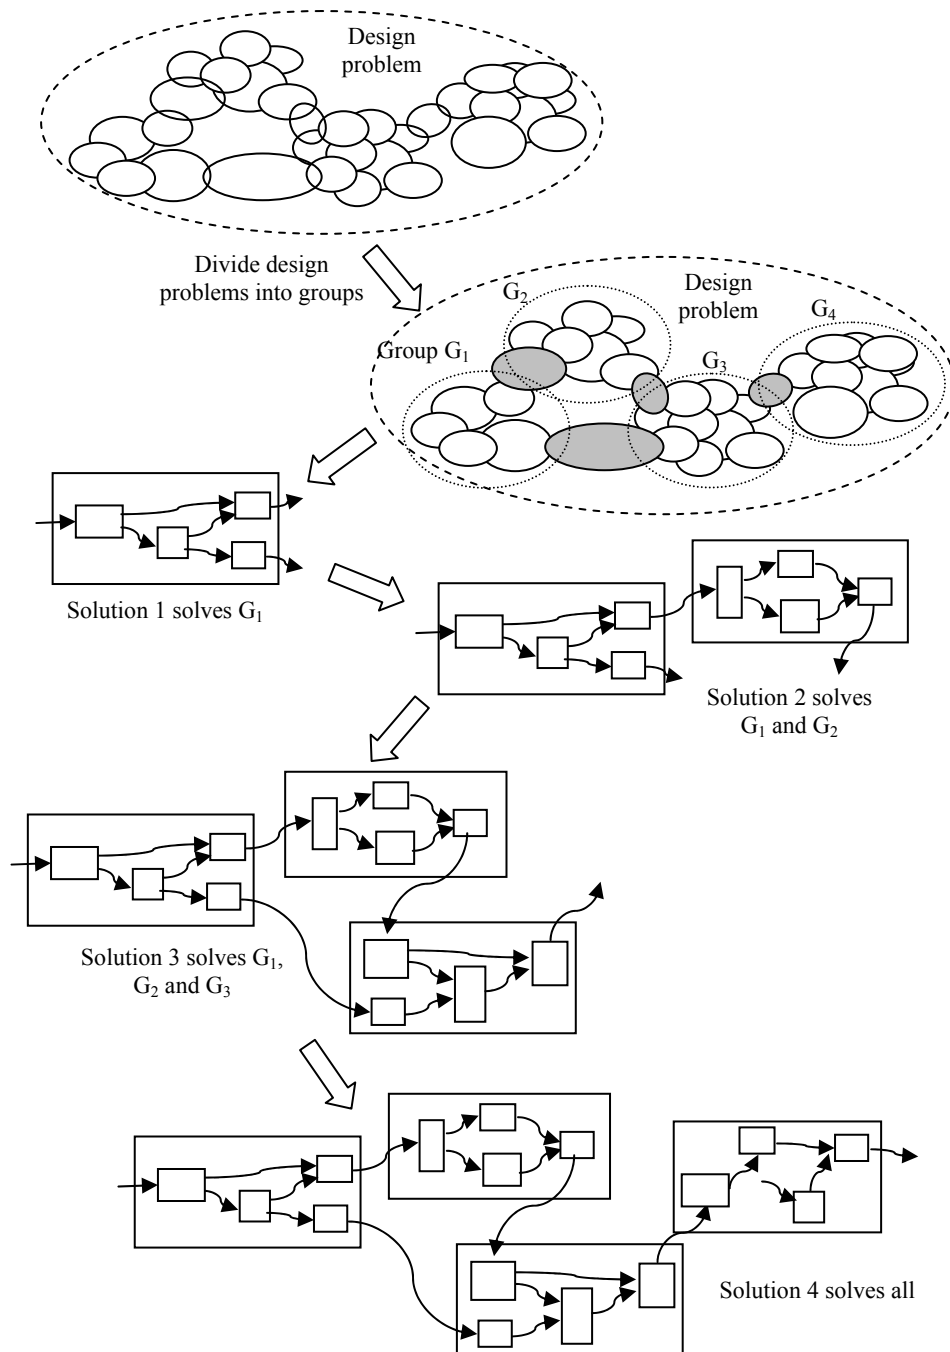 Design
problem
Divide design
problems into groups
Design
problem
G2
G4
Group G1
G3
Solution 1 solves G1
Solution 2 solves
G1 and G2
Solution 3 solves G1,
G2 and G3
Solution 4 solves all